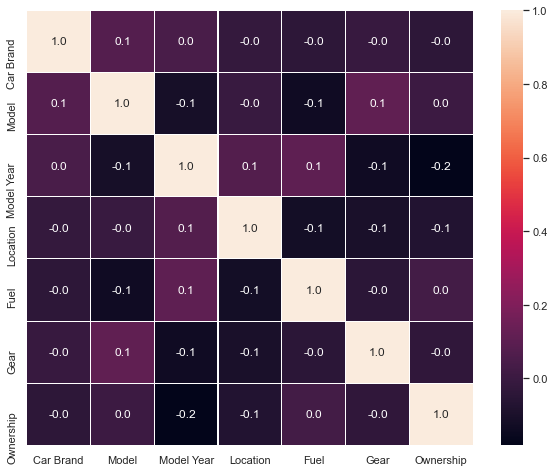 Car Brand 1.0 0.1 0.0 -0.0 -0.0 -0.0 -0.0
Model 0.1 1.0 -0.1 -0.0 -0.1 0.1 0.0
Model Year 0.0 -0.1 1.0 0.1 0.1 -0.1 -0.2
Location -0.0 -0.0 0.1 1.0 -0.1 -0.1 -0.1
Fuel -0.0 -0.1 0.1 -0.1 1.0 -0.0 0.0
Gear -0.0 0.1 -0.1 -0.1 -0.0 1.0 -0.0
Ownership -0.0 0.0 -0.2 -0.1 0.0 -0.0 1.0
Car Brand Model Model Year Location Fuel Gear Ownership
1.0
0.8
0.6
0.4
0.2
0.0